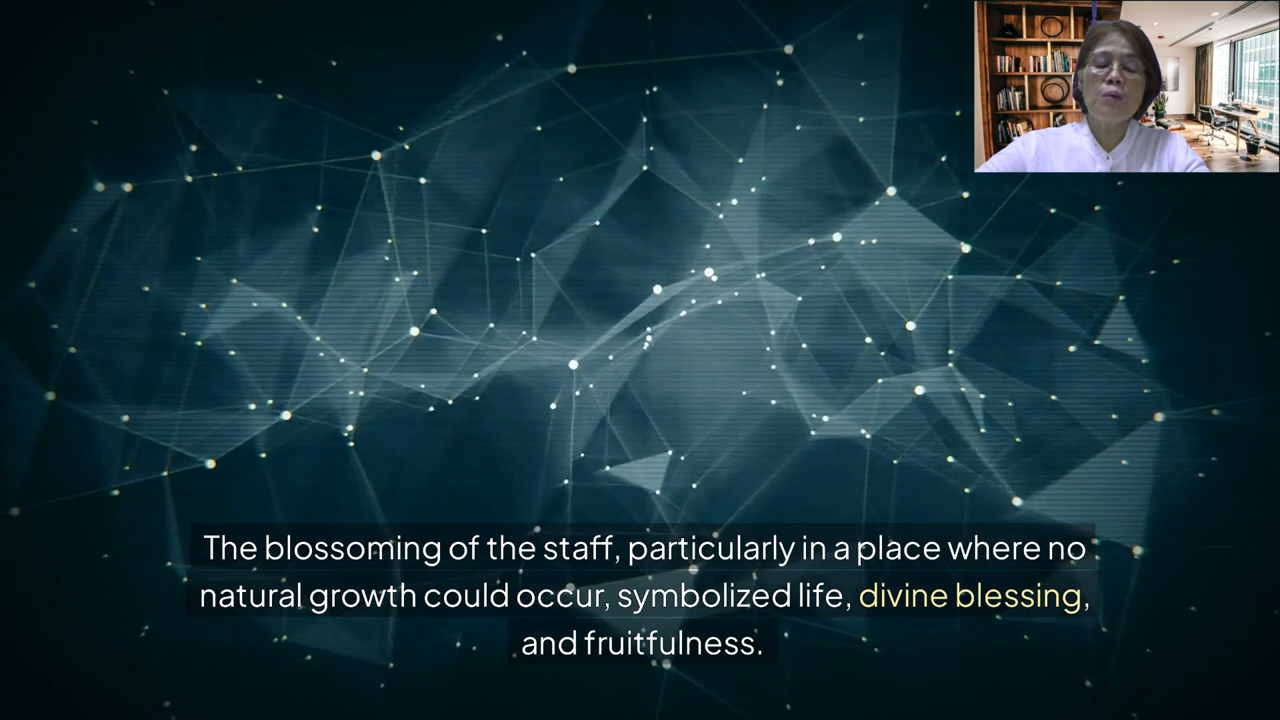 The blossoming of the staff, particularly in a place where no
natural growth could occur, symbolized life, divine blessing,
and fruitfulness.